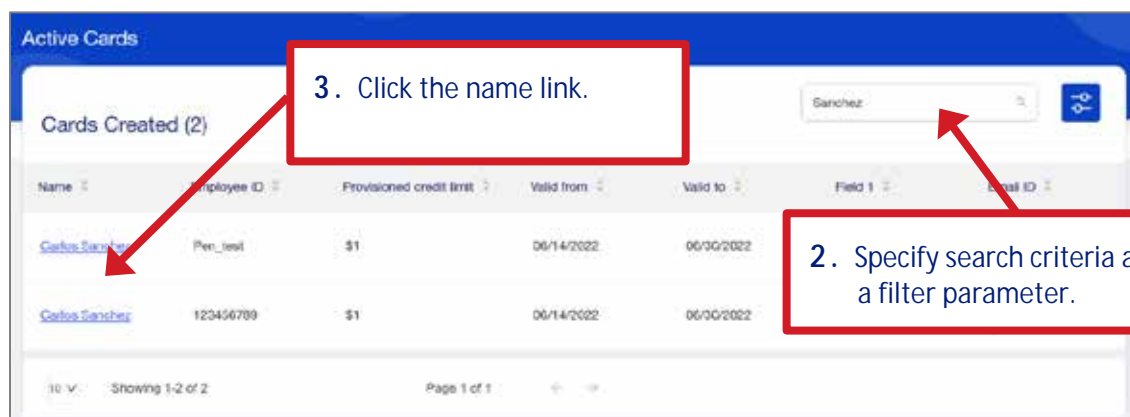 Active Cards
3. Click the name link.
Sanchez
Cards Created (2)
Name Employee ID Provisioned credit limit Valid from Valid to Field 1 Email ID
Carlos Sanchez Pen_test $1 06/14/2022 06/30/2022
2. Specify search criteria a
a filter parameter.
Carlos Sanchez 123456789 $1 06/14/2022 06/30/2022
10 Showing 1-2 of 2 Page 1 of 1